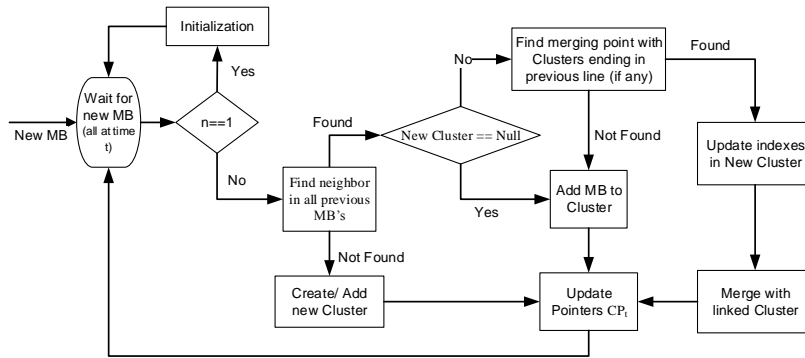 Initialization
Yes
Wait for
new MB
(all at time
t)
New MB
n==1
No
Find neighbor
in all previous
MB's
Found
Not Found
Create/ Add
new Cluster
New Cluster == Null
No
Yes
Find merging point with
Clusters ending in
previous line (if any)
Found
Not Found
Add MB to
Cluster
Update indexes
in New Cluster
Update
Pointers CPt
Merge with
linked Cluster